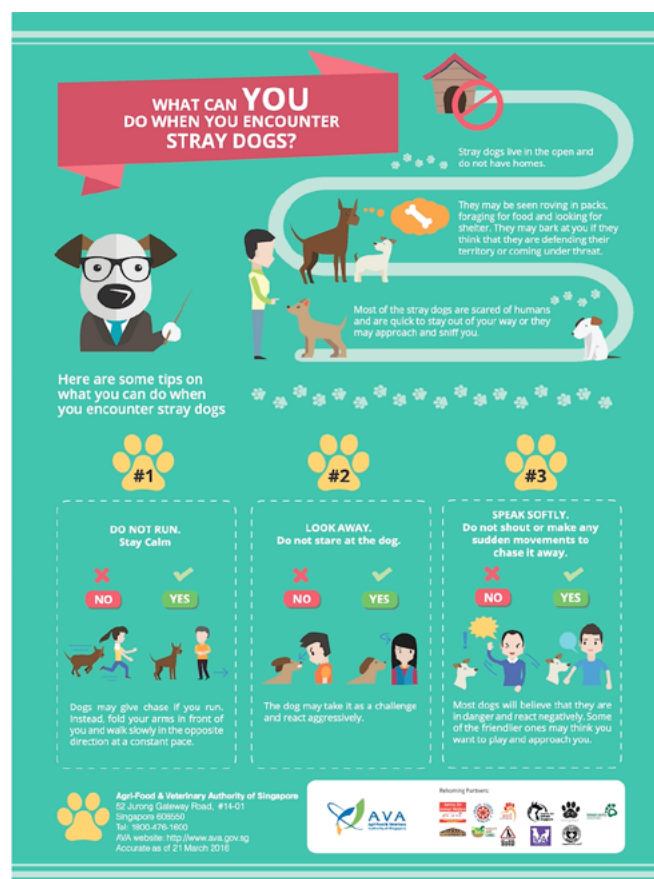 WHAT CAN YOU
DO WHEN YOU ENCOUNTER
STRAY DOGS?
Stray dogs live in the open and
do not have homes.
They may be seen roving in packs,
foraging for food and looking for
shelter. They may bark at you if they
think that they are defending their
territory or coming under threat.
Most of the stray dogs are scared of humans
and are quick to stay out of your way or they
may approach and sniff you.
Here are some tips on
what you can do when
you encounter stray dogs
#1
DO NOT RUN.
Stay Calm
NO
YES
Dogs may give chase if you run.
Instead, fold your arms in front of
you and walk slowly in the opposite
direction at a constant pace.
#2
LOOK AWAY.
Do not stare at the dog.
NO
YES
The dog may take it as a challenge
and react aggressively.
#3
SPEAK SOFTLY.
Do not shout or make any
sudden movements to
chase it away.
NO
YES
Most dogs will believe that they are
in danger and react negatively. Some
of the friendlier ones may think you
want to play and approach you.
Agri-Food & Veterinary Authority of Singapore
52 Jurong Gateway Road, #14-01
Singapore 608550
Tel: 1800-476-1600
AVA website: http://www.ava.gov.sg
Accurate as of 21 March 2016
AVA
Agri-Food & Veterinary
Authority of Singapore
Rehoming Partners: